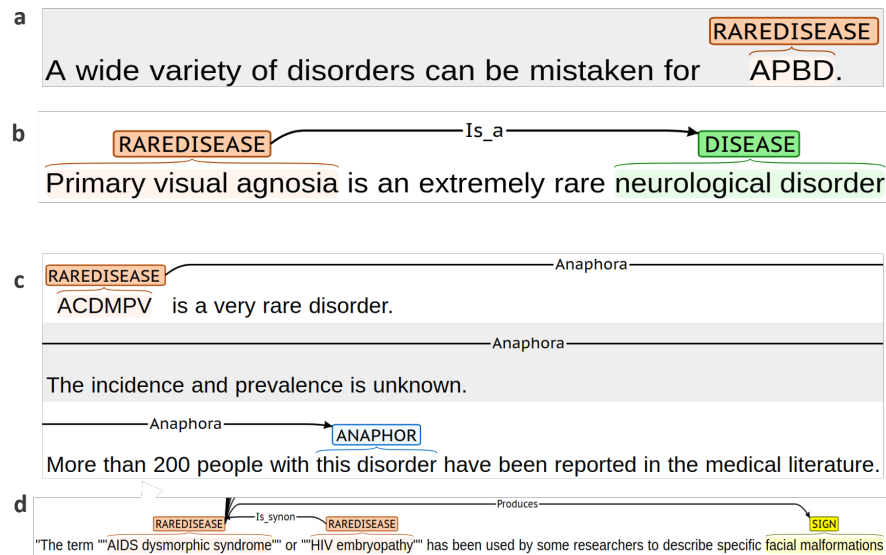 a
RAREDISEASE
A wide variety of disorders can be mistaken for APBD.
b
Is_a
RAREDISEASE DISEASE
Primary visual agnosia is an extremely rare neurological disorder
c
Anaphora
RAREDISEASE
ACDMPV is a very rare disorder.
Anaphora
The incidence and prevalence is unknown.
Anaphora
ANAPHOR
More than 200 people with this disorder have been reported in the medical literature.
d
Produces
RAREDISEASE Is_synon RAREDISEASE SIGN
"The term ""AIDS dysmorphic syndrome"" or ""HIV embryopathy"" has been used by some researchers to describe specific facial malformations